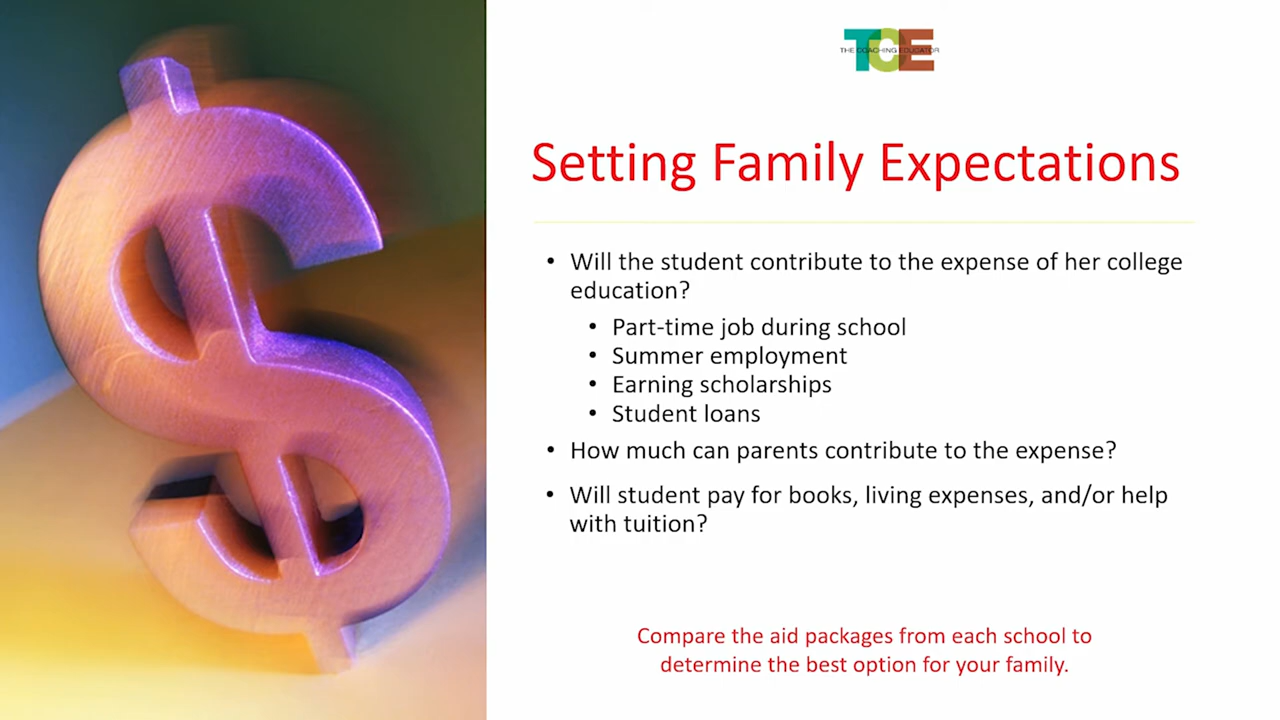 TCE
THE COACHING EDUCATOR
Setting Family Expectations
• Will the student contribute to the expense of her college
education?
• Part-time job during school
• Summer employment
• Earning scholarships
• Student loans
• How much can parents contribute to the expense?
• Will student pay for books, living expenses, and/or help
with tuition?
Compare the aid packages from each school to
determine the best option for your family.